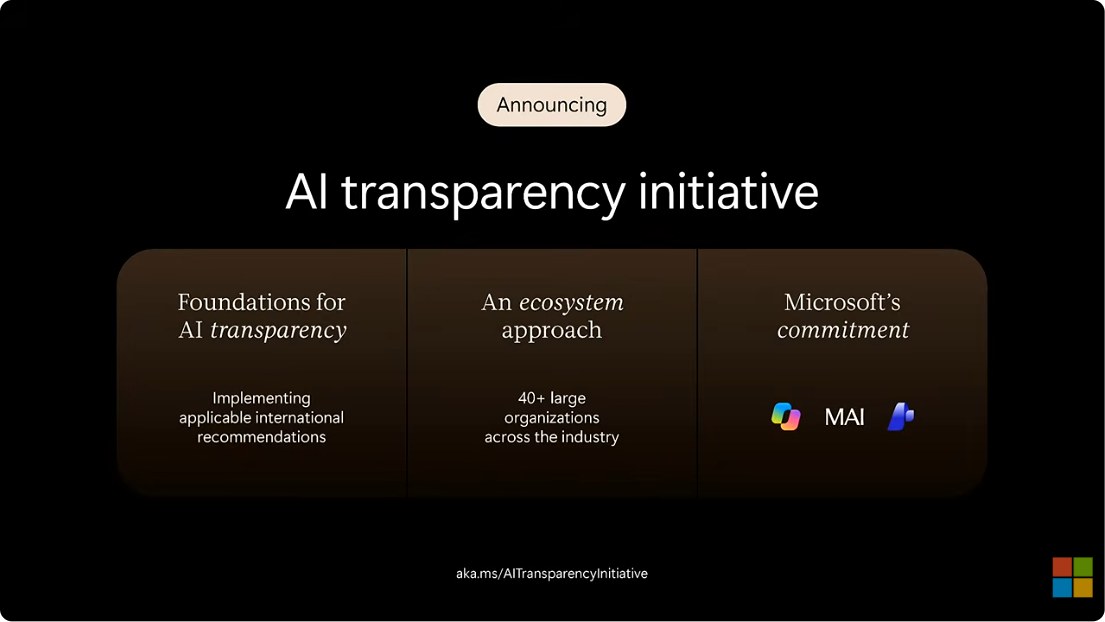 Announcing
AI transparency initiative
Foundations for
AI transparency
Implementing
applicable international
recommendations
An ecosystem
approach
40+ large
organizations
across the industry
Microsoft’s
commitment
MAI
aka.ms/AITransparencyInitiative